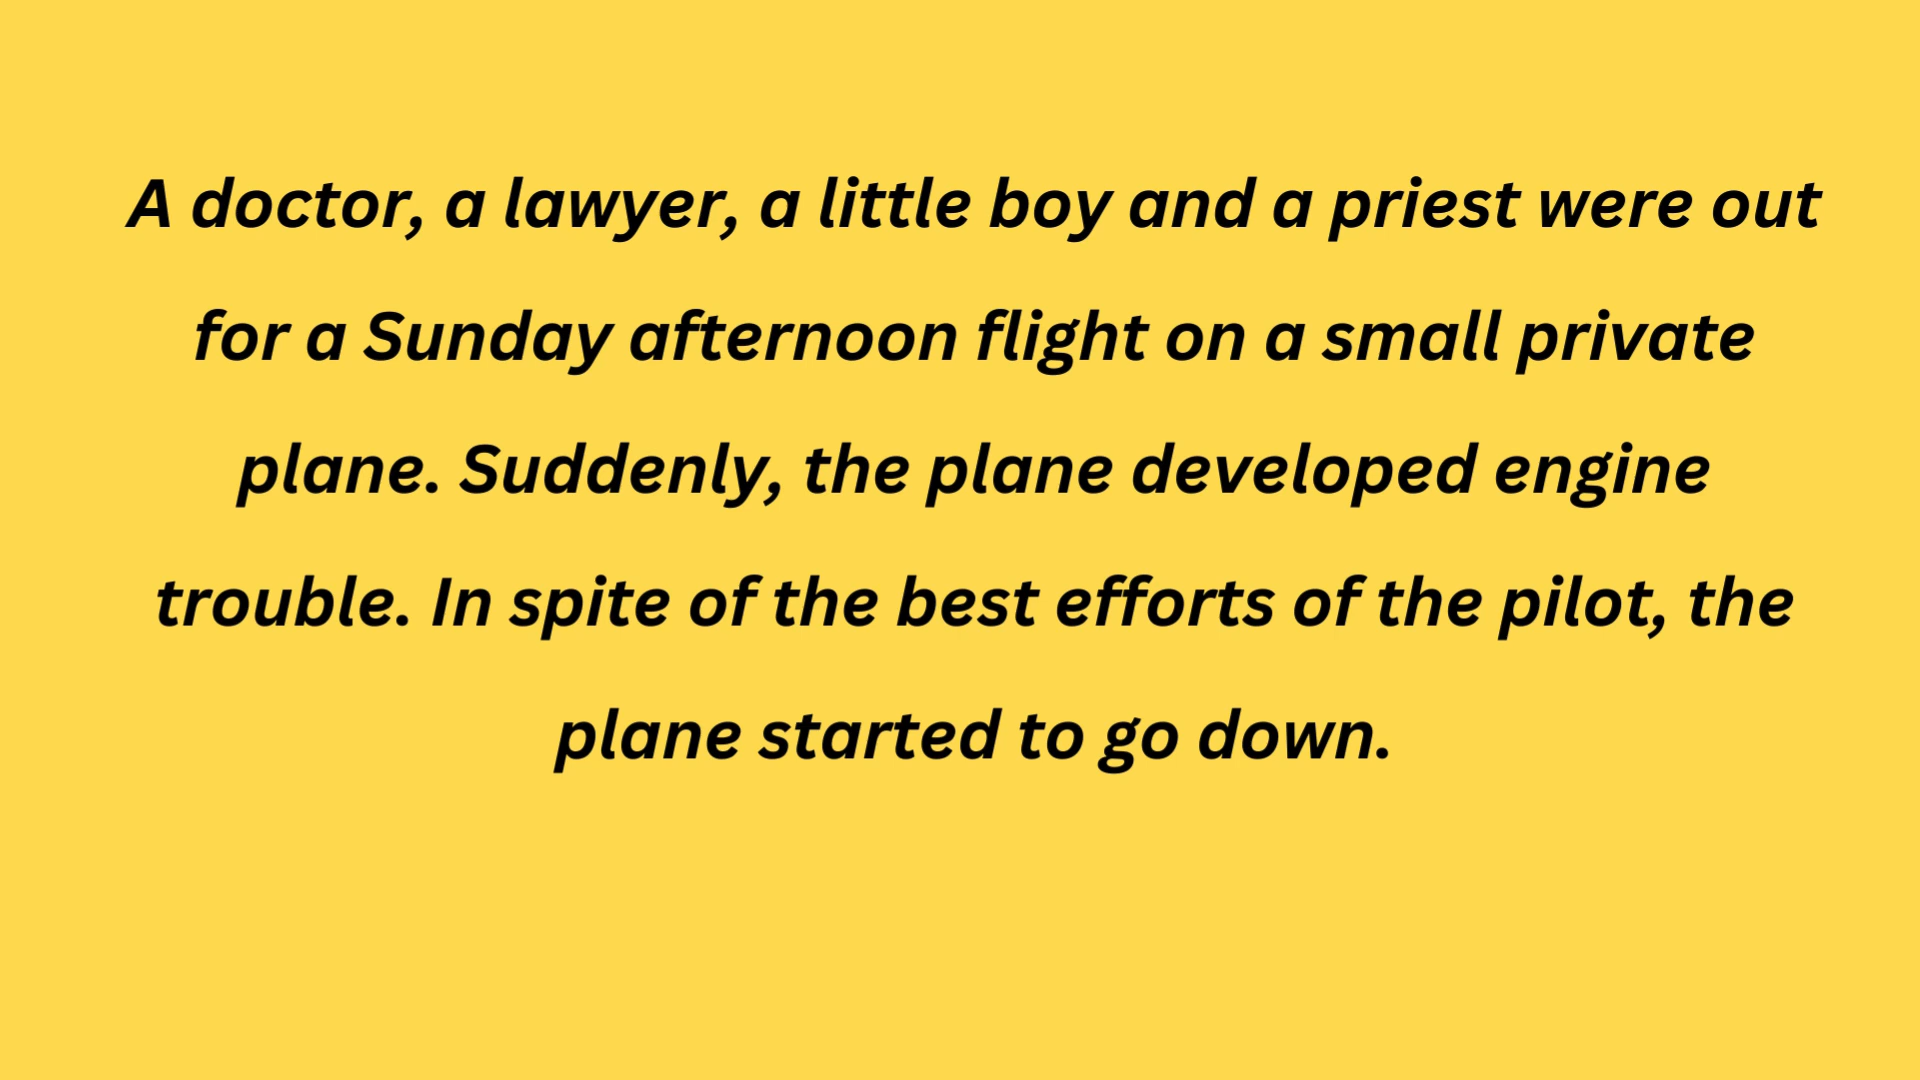 A doctor, a lawyer, a little boy and a priest were out
for a Sunday afternoon flight on a small private
plane. Suddenly, the plane developed engine
trouble. In spite of the best efforts of the pilot, the
plane started to go down.